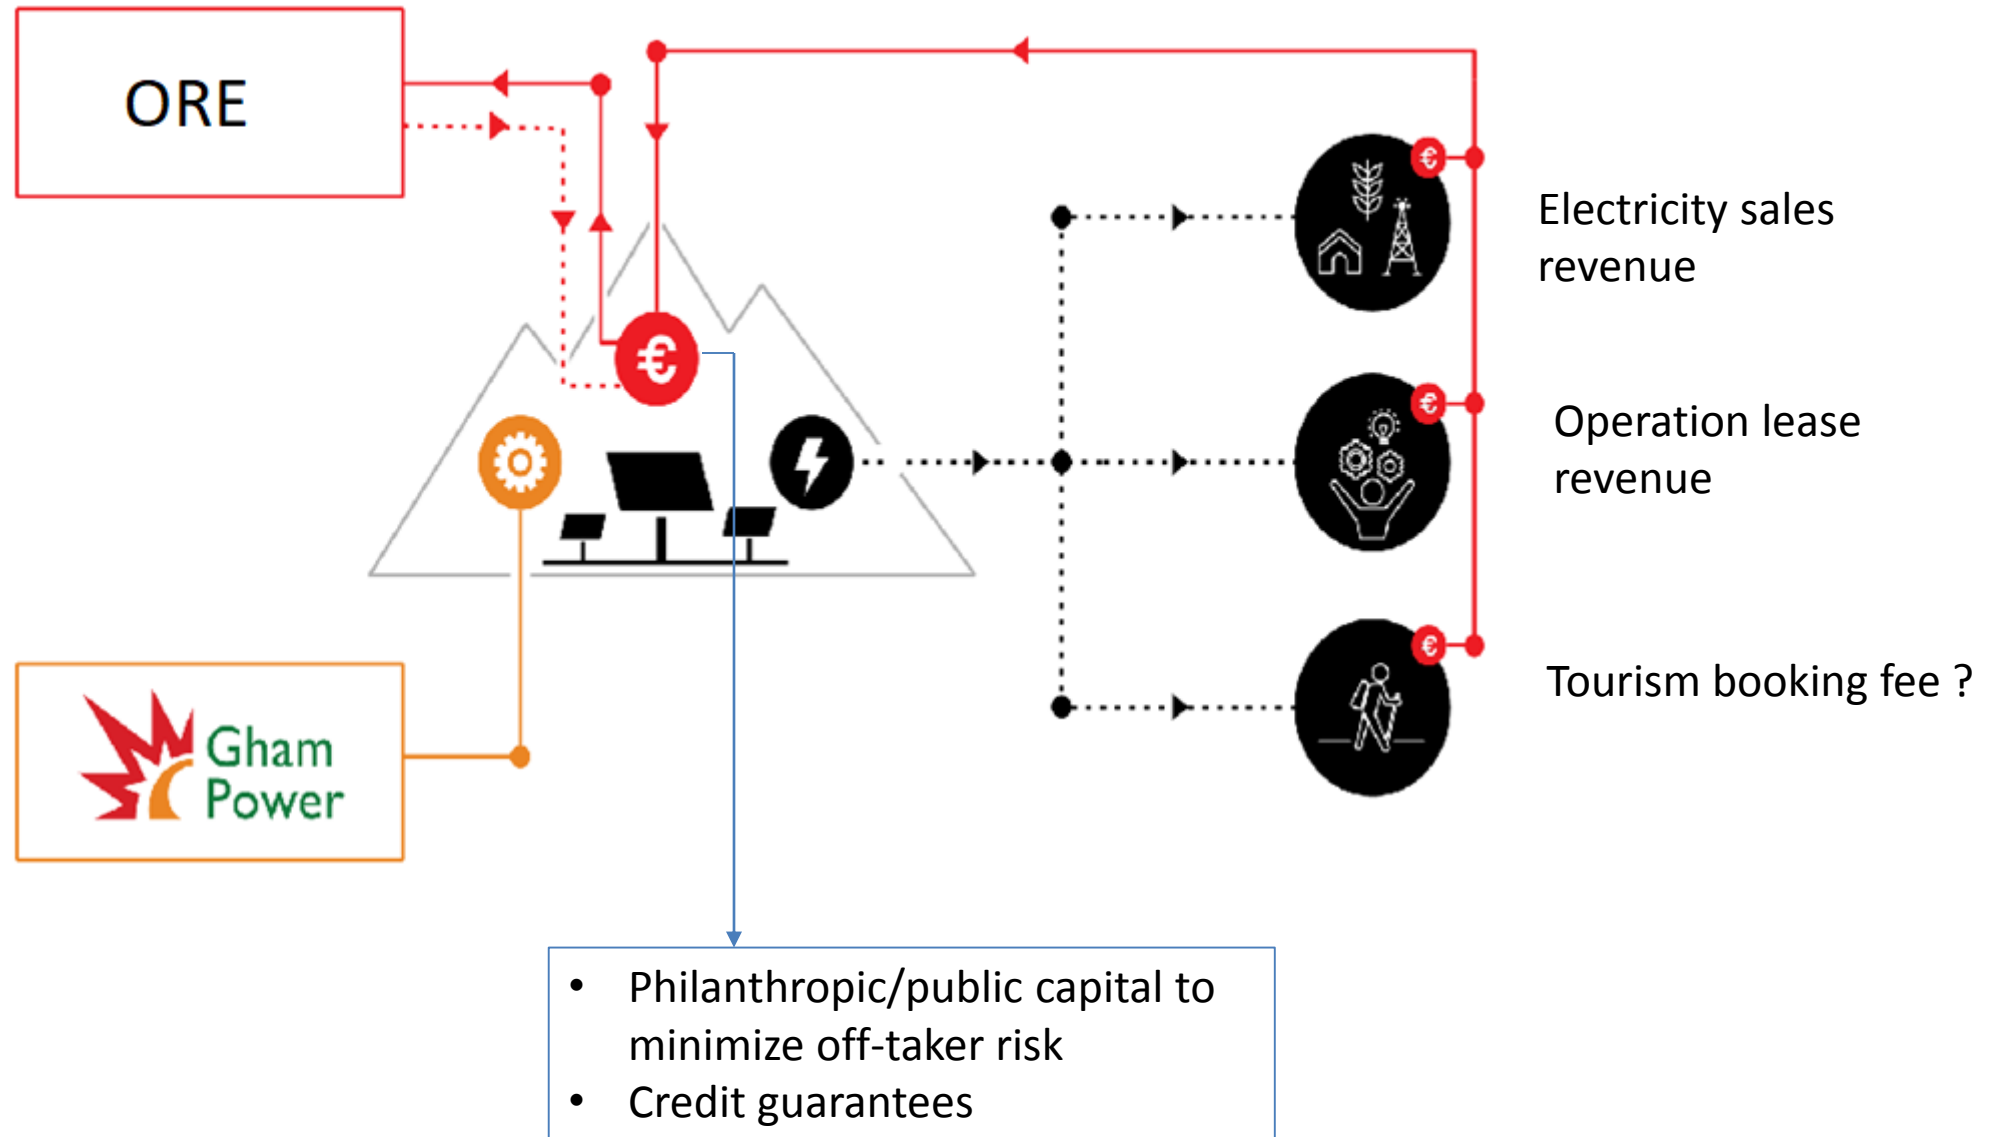 ORE
€
€
Electricity sales
revenue
€
Operation lease
revenue
€
Tourism booking fee ?
Gham
Power
• Philanthropic/public capital to
minimize off-taker risk
• Credit guarantees